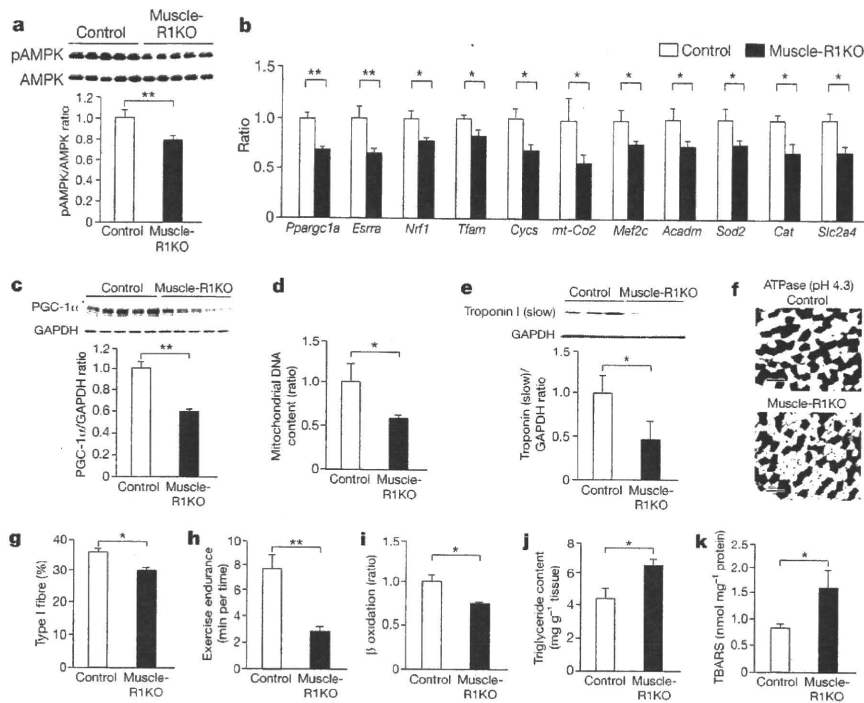 a
Control
Muscle-
R1KO
pAMPK
AMPK
**
pAMPK/AMPK ratio
1.2
1.0
0.8
0.6
0.4
0.2
0
Control Muscle-
R1KO
b
Control Muscle-R1KO
Ratio
1.5
1.0
0.5
0
** ** * * * * * * * * *
Ppargc1a Esrra Nrf1 Tfam Cycs mt-Co2 Mef2c Acadm Sod2 Cat Slc2a4
c
Control Muscle-R1KO
PGC-1α
GAPDH
**
PGC-1α/GAPDH ratio
1.2
1.0
0.8
0.6
0.4
0.2
0
Control Muscle-
R1KO
d
*
Mitochondrial DNA
content (ratio)
1.5
1.0
0.5
0
Control Muscle-
R1KO
e
Control Muscle-R1KO
Troponin I (slow)
GAPDH
*
Troponin (slow)/
GAPDH ratio
1.5
1.0
0.5
0
Control Muscle-
R1KO
f
ATPase (pH 4.3)
Control
Muscle-R1KO
g
*
Type I fibre (%)
40
30
20
10
0
Control Muscle-
R1KO
h
**
Exercise endurance
(min per time)
10
8
6
4
2
0
Control Muscle-
R1KO
i
*
β oxidation (ratio)
1.5
1.0
0.5
0
Control Muscle-
R1KO
j
*
Triglyceride content
(mg g⁻¹ tissue)
8
6
4
2
0
Control Muscle-
R1KO
k
*
TBARS (nmol mg⁻¹ protein)
2.5
2.0
1.5
1.0
0.5
0
Control Muscle-
R1KO